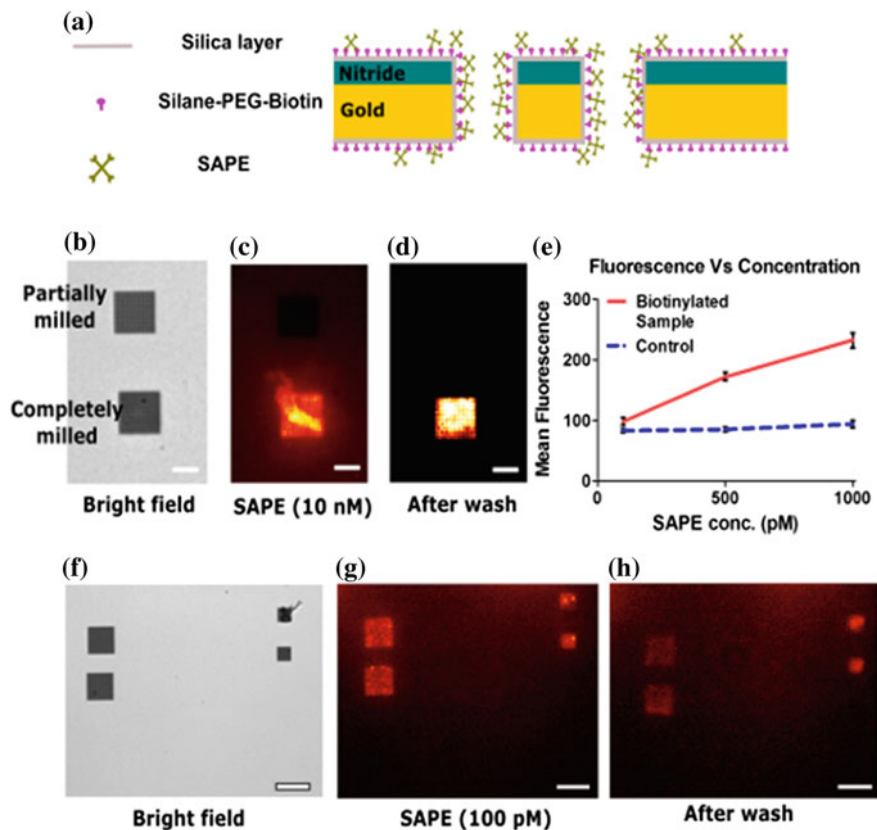 (a)
Silica layer
Silane-PEG-Biotin
SAPE
Nitride
Gold
(b)
Partially
milled
Completely
milled
Bright field
(c)
SAPE (10 nM)
(d)
After wash
(e)
Fluorescence Vs Concentration
Biotinylated
Sample
Control
Mean Fluorescence
300
200
100
0
0
500
1000
SAPE conc. (pM)
(f)
Bright field
(g)
SAPE (100 pM)
(h)
After wash